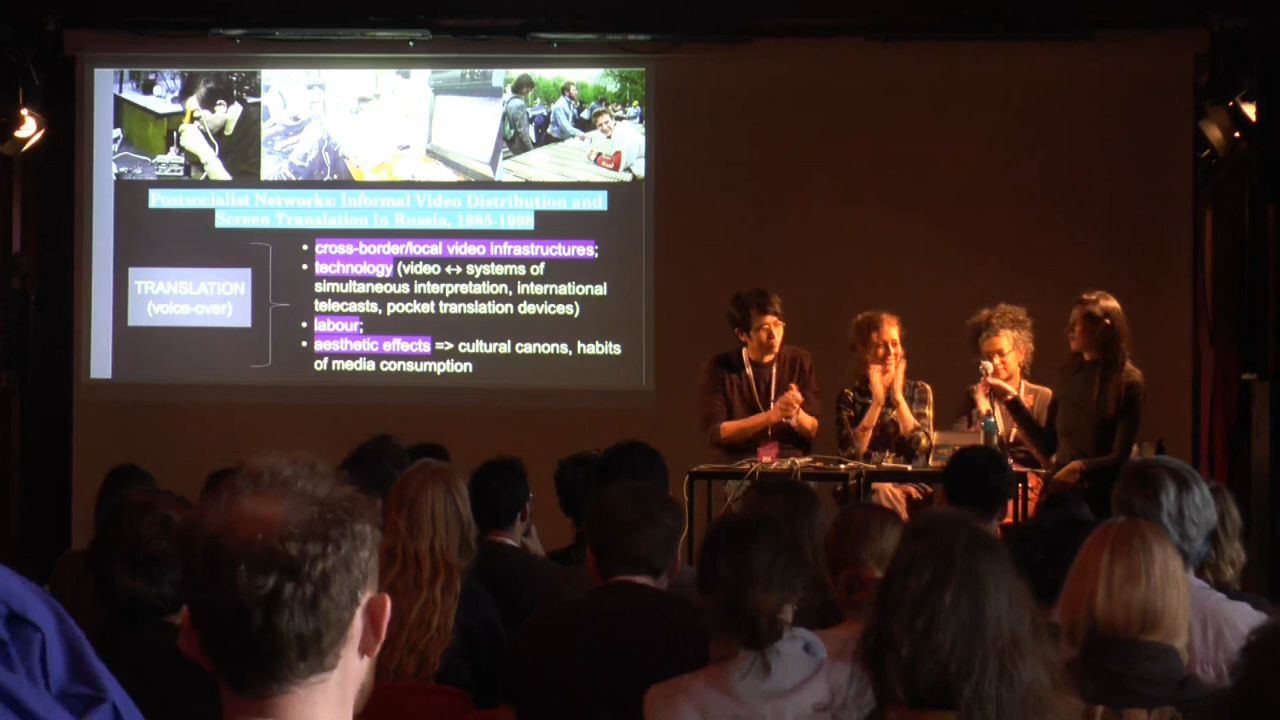 Postsocialist Networks: Informal Video Distribution and
Screen Translation in Russia, 1985-1998
TRANSLATION
(voice-over)
• cross-border/local video infrastructures;
• technology (video ↔ systems of
simultaneous interpretation, international
telecasts, pocket translation devices)
• labour;
• aesthetic effects => cultural canons, habits
of media consumption